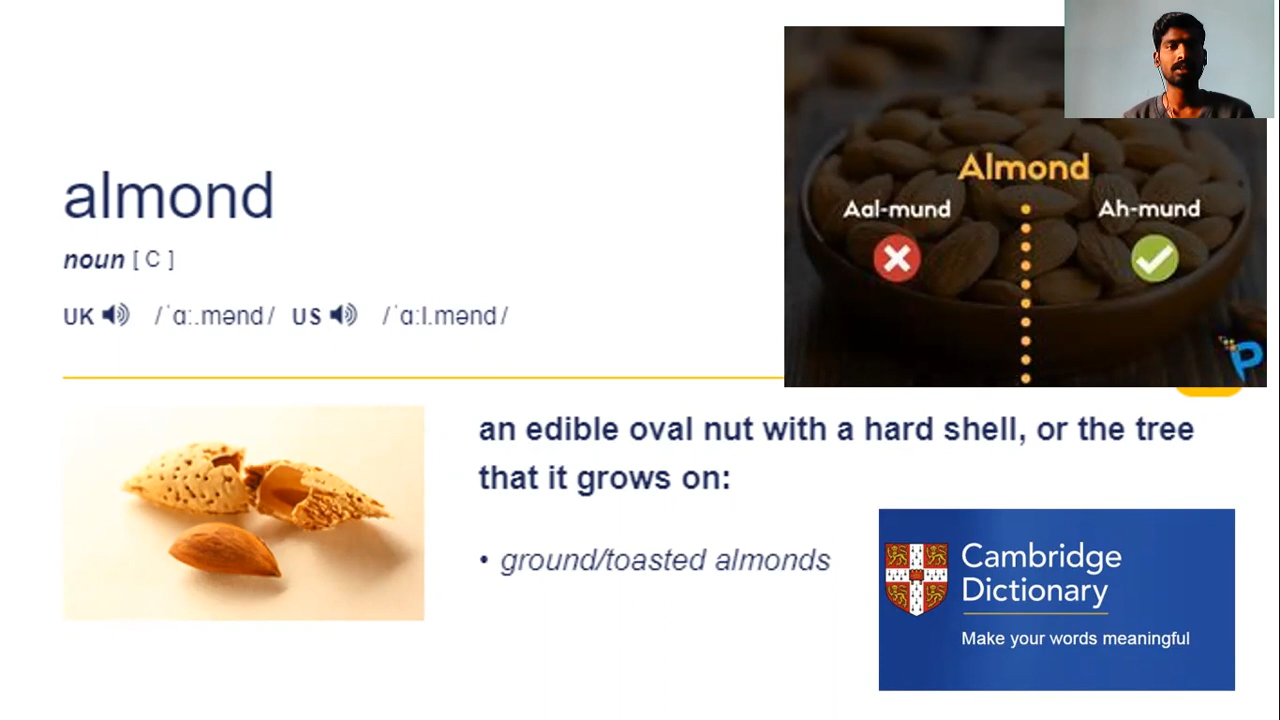 almond
noun [ C ]
UK /ˈɑː.mənd/ US /ˈɑːl.mənd/
Almond
Aal-mund Ah-mund
an edible oval nut with a hard shell, or the tree
that it grows on:
• ground/toasted almonds
Cambridge
Dictionary
Make your words meaningful